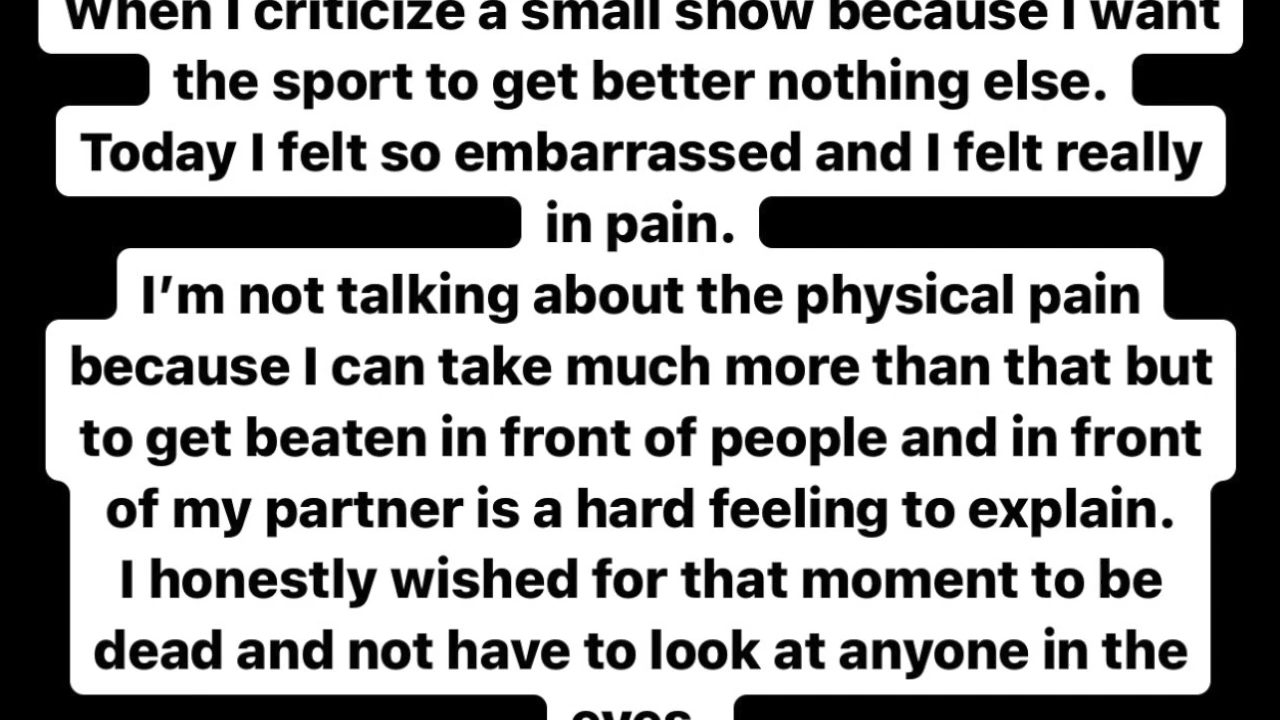 When I criticize a small show because I want
the sport to get better nothing else.
Today I felt so embarrassed and I felt really
in pain.
I’m not talking about the physical pain
because I can take much more than that but
to get beaten in front of people and in front
of my partner is a hard feeling to explain.
I honestly wished for that moment to be
dead and not have to look at anyone in the
eyes.